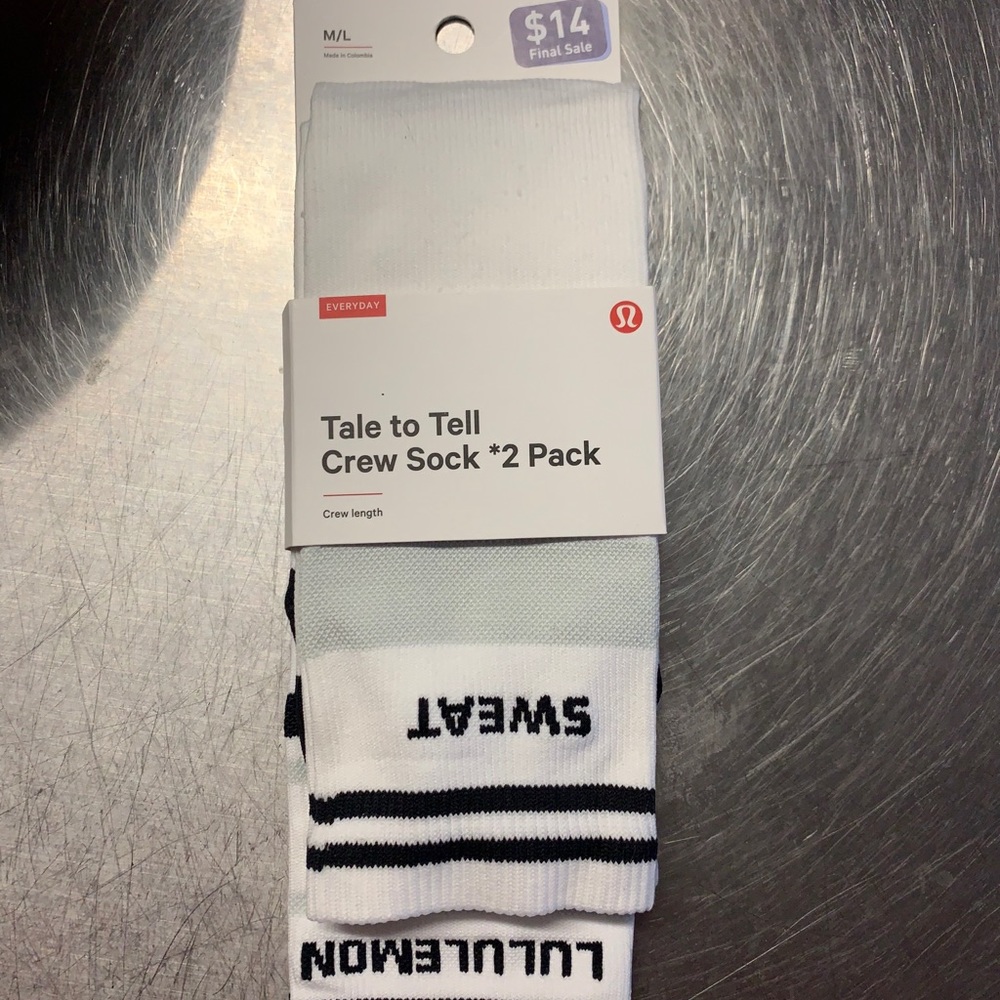 M/L
Made in Colombia
$14
Final Sale
EVERYDAY
Tale to Tell
Crew Sock *2 Pack
Crew length
SWEAT
LULULEMON